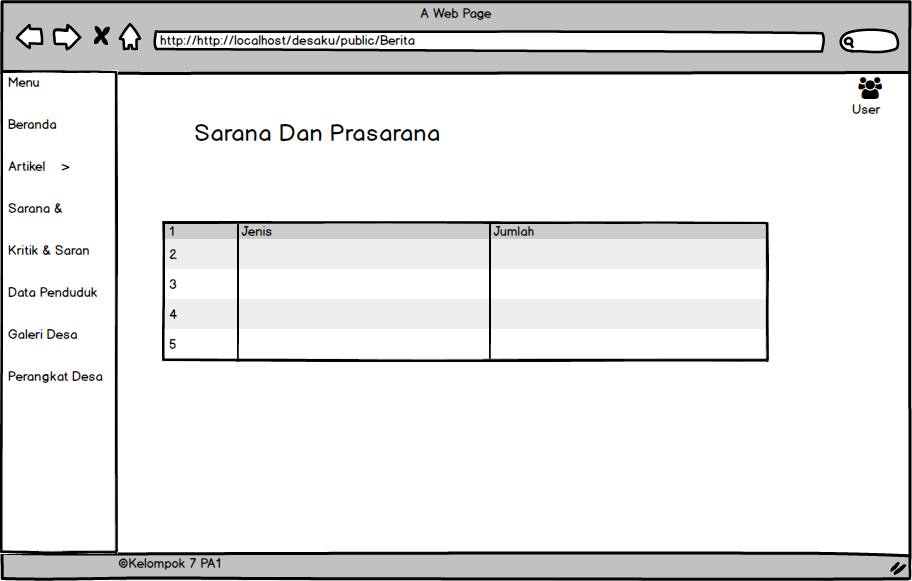 A Web Page
http://http://localhost/desaku/public/Berita
Menu
User
Beranda
Sarana Dan Prasarana
Artikel >
Sarana &
Kritik & Saran
Data Penduduk
Galeri Desa
Perangkat Desa
1 Jenis Jumlah
2
3
4
5
©Kelompok 7 PA1